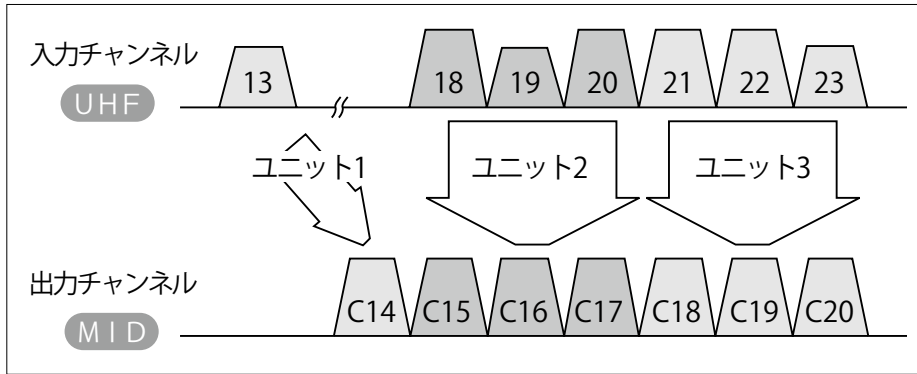 入力チャンネル
UHF
13
18
19
20
21
22
23
ユニット1
ユニット2
ユニット3
出力チャンネル
MID
C14
C15
C16
C17
C18
C19
C20